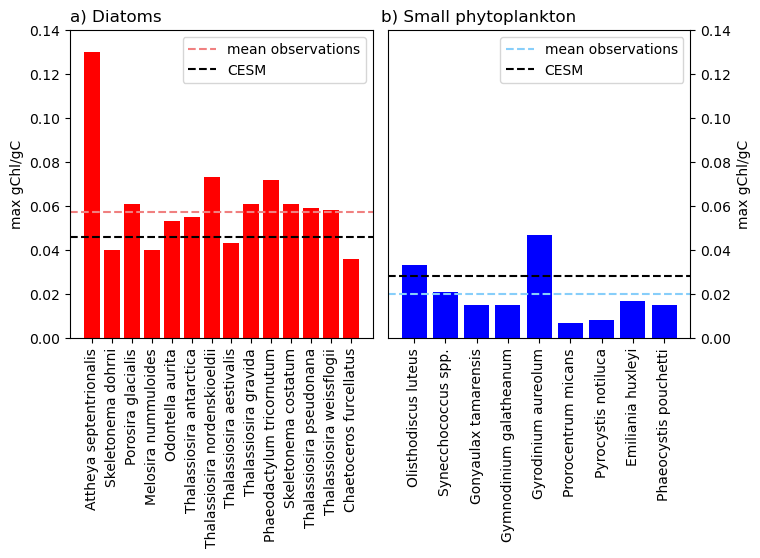 a) Diatoms
b) Small phytoplankton
mean observations
CESM
mean observations
CESM
max gChl/gC
0.14
0.12
0.10
0.08
0.06
0.04
0.02
0.00
Attheya septentrionalis
Skeletonema dohrnii
Porosira glacialis
Melosira nummuloides
Odontella aurita
Thalassiosira antarctica
Thalassiosira nordenskioeldii
Thalassiosira aestivalis
Thalassiosira gravida
Phaeodactylum tricornutum
Skeletonema costatum
Thalassiosira pseudonana
Thalassiosira weissflogii
Chaetoceros furcellatus
Olisthodiscus luteus
Synecchococcus spp.
Gonyaulax tamarensis
Gymnodinium galatheanum
Gyrodinium aureolum
Prorocentrum micans
Pyrocystis notiluca
Emiliania huxleyi
Phaeocystis pouchetti
0.14
0.12
0.10
0.08
0.06
0.04
0.02
0.00
max gChl/gC